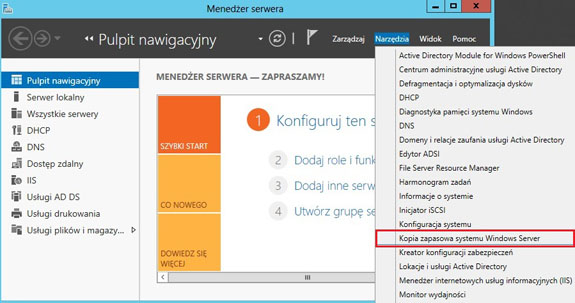 Menedżer serwera
Pulpit nawigacyjny
Zarządzaj
Narzędzia
Widok
Pomoc
Pulpit nawigacyjny
Serwer lokalny
Wszystkie serwery
DHCP
DNS
Dostęp zdalny
IIS
Usługi AD DS
Usługi drukowania
Usługi plików i magazy...
MENEDŻER SERWERA — ZAPRASZAMY!
SZYBKI START
CO NOWEGO
DOWIEDZ SIĘ
WIĘCEJ
1 Konfiguruj ten s
2 Dodaj role i funk
3 Dodaj inne serw
4 Utwórz grupę se
Active Directory Module for Windows PowerShell
Centrum administracyjne usługi Active Directory
Defragmentacja i optymalizacja dysków
DHCP
Diagnostyka pamięci systemu Windows
DNS
Domeny i relacje zaufania usługi Active Directory
Edytor ADSI
File Server Resource Manager
Harmonogram zadań
Informacje o systemie
Inicjator iSCSI
Konfiguracja systemu
Kopia zapasowa systemu Windows Server
Kreator konfiguracji zabezpieczeń
Lokacje i usługi Active Directory
Menedżer internetowych usług informacyjnych (IIS)
Monitor wydajności